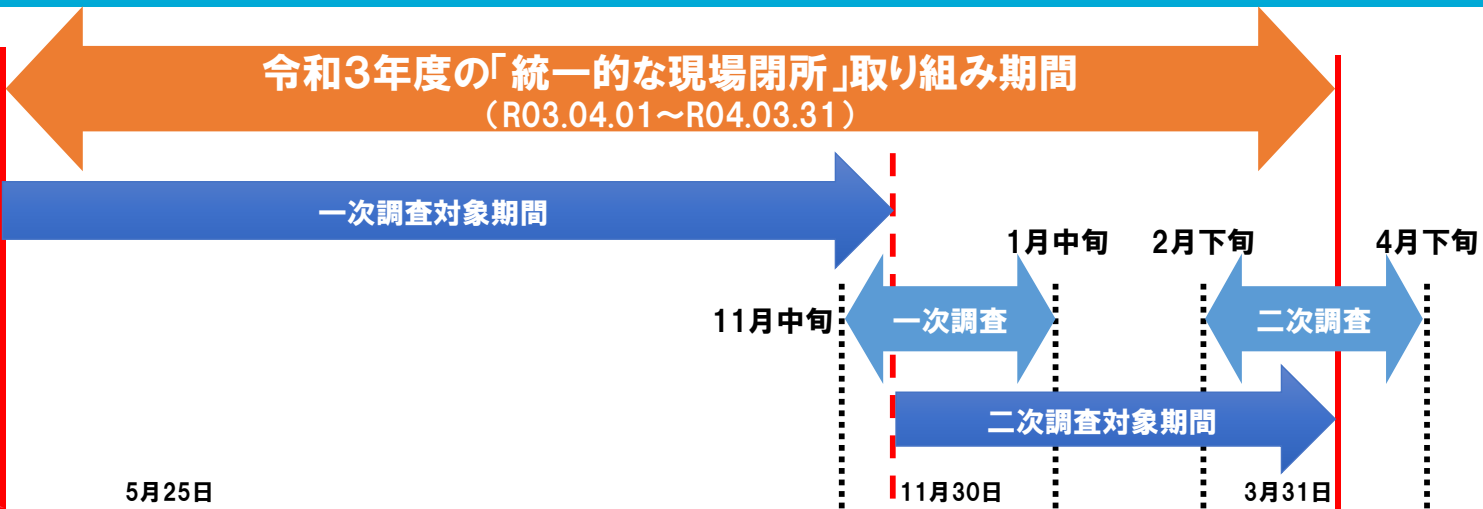 令和3年度の「統一的な現場閉所」取り組み期間
（R03.04.01～R04.03.31）
一次調査対象期間
1月中旬
2月下旬
4月下旬
11月中旬
一次調査
二次調査
二次調査対象期間
5月25日
11月30日
3月31日